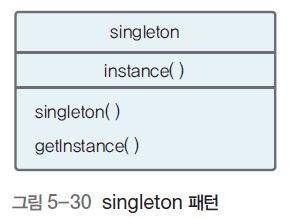 singleton
instance( )
singleton( )
getInstance( )
그림 5-30 singleton 패턴